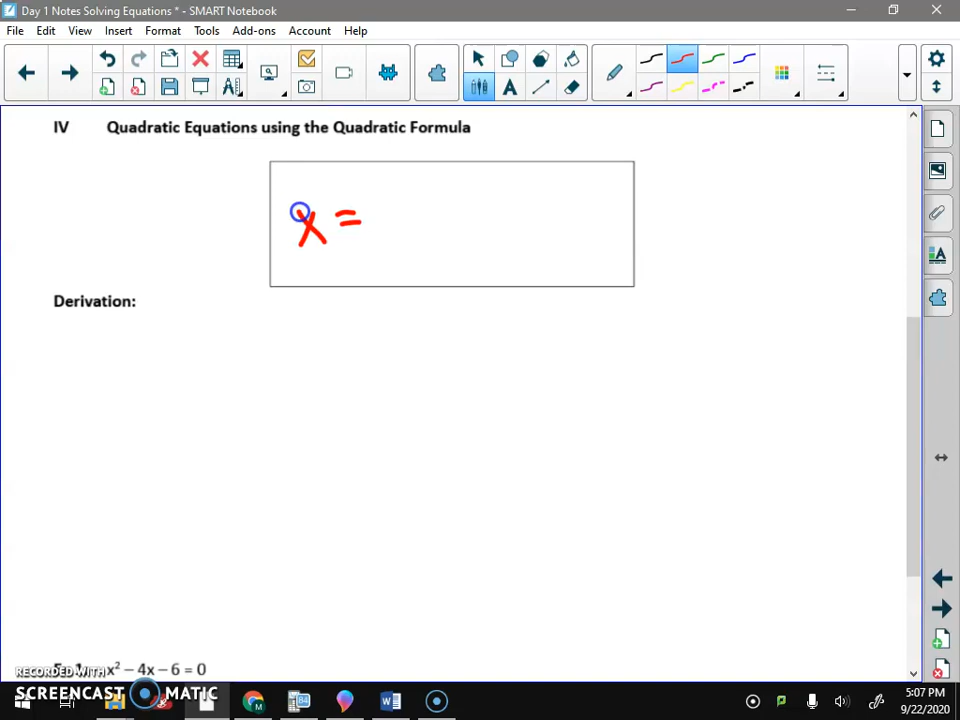 Day 1 Notes Solving Equations * - SMART Notebook
File Edit View Insert Format Tools Add-ons Account Help
IV Quadratic Equations using the Quadratic Formula
x =
Derivation:
x² – 4x – 6 = 0
RECORDED WITH
SCREENCAST MATIC
5:07 PM
9/22/2020